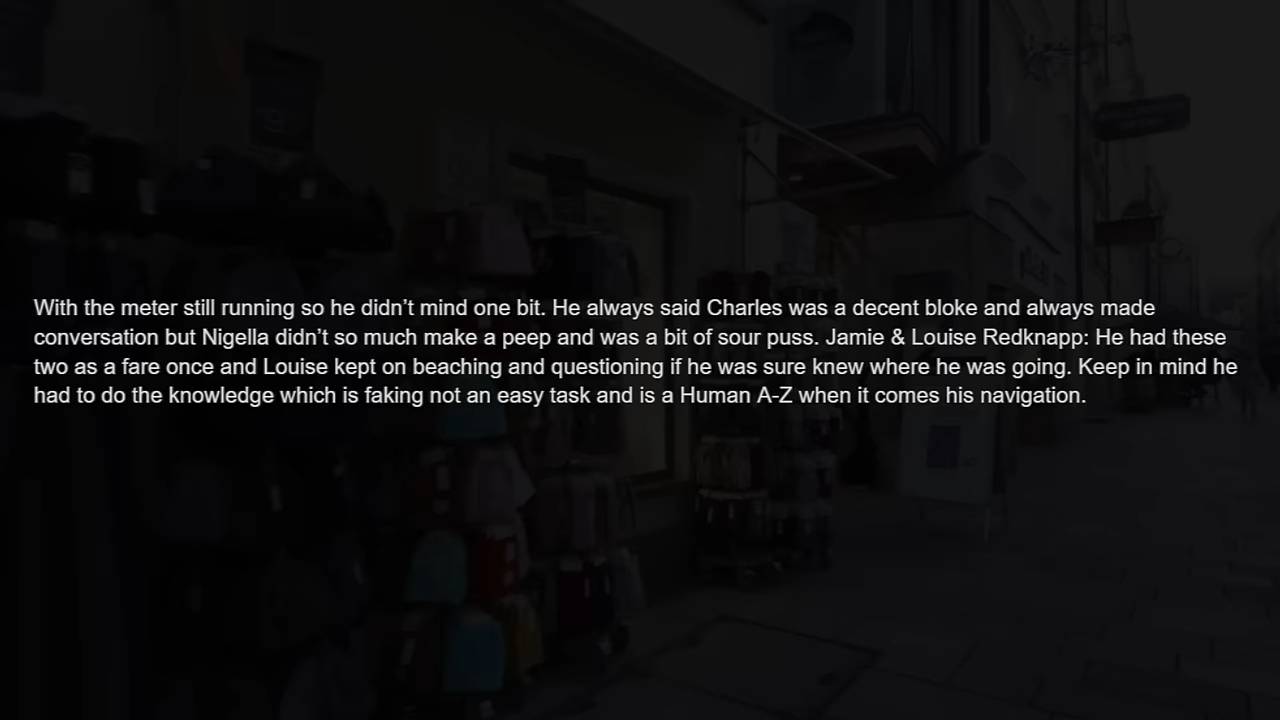 With the meter still running so he didn’t mind one bit. He always said Charles was a decent bloke and always made
conversation but Nigella didn’t so much make a peep and was a bit of sour puss. Jamie & Louise Redknapp: He had these
two as a fare once and Louise kept on beaching and questioning if he was sure knew where he was going. Keep in mind he
had to do the knowledge which is faking not an easy task and is a Human A-Z when it comes his navigation.